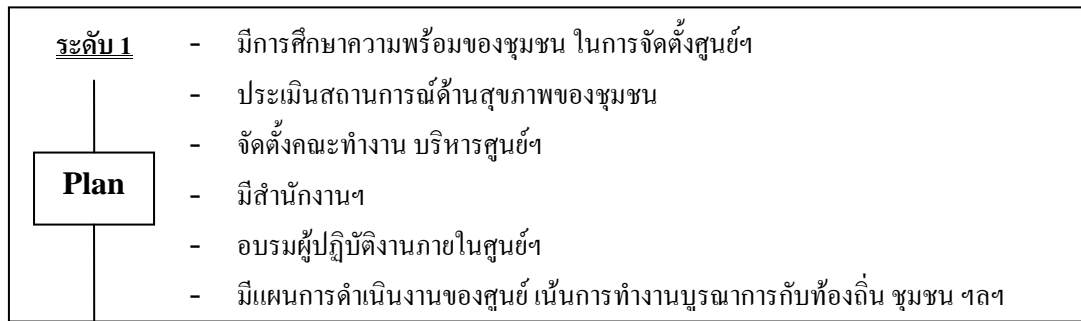 ระดับ 1 - มีการศึกษาความพร้อมของชุมชน ในการจัดตั้งศูนย์ฯ
- ประเมินสถานการณ์ด้านสุขภาพของชุมชน
- จัดตั้งคณะทำงาน บริหารศูนย์ฯ
Plan
- มีสำนักงานฯ
- อบรมผู้ปฏิบัติงานภายในศูนย์ฯ
- มีแผนการดำเนินงานของศูนย์ เน้นการทำงานบูรณาการกับท้องถิ่น ชุมชน ฯลฯ